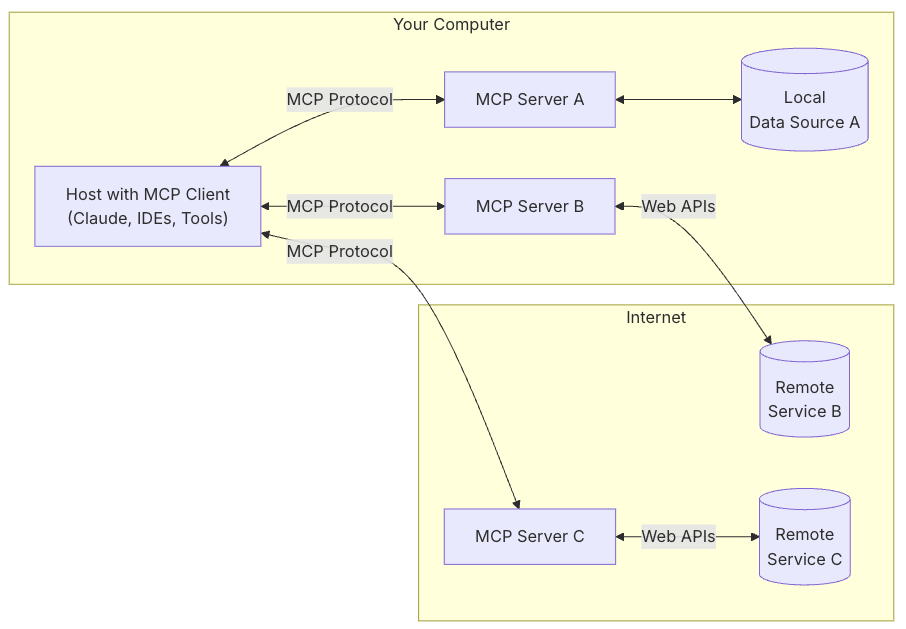 Your Computer
MCP Protocol
MCP Server A
Local
Data Source A
Host with MCP Client
(Claude, IDEs, Tools)
MCP Protocol
MCP Server B
Web APIs
MCP Protocol
Internet
Remote
Service B
MCP Server C
Web APIs
Remote
Service C